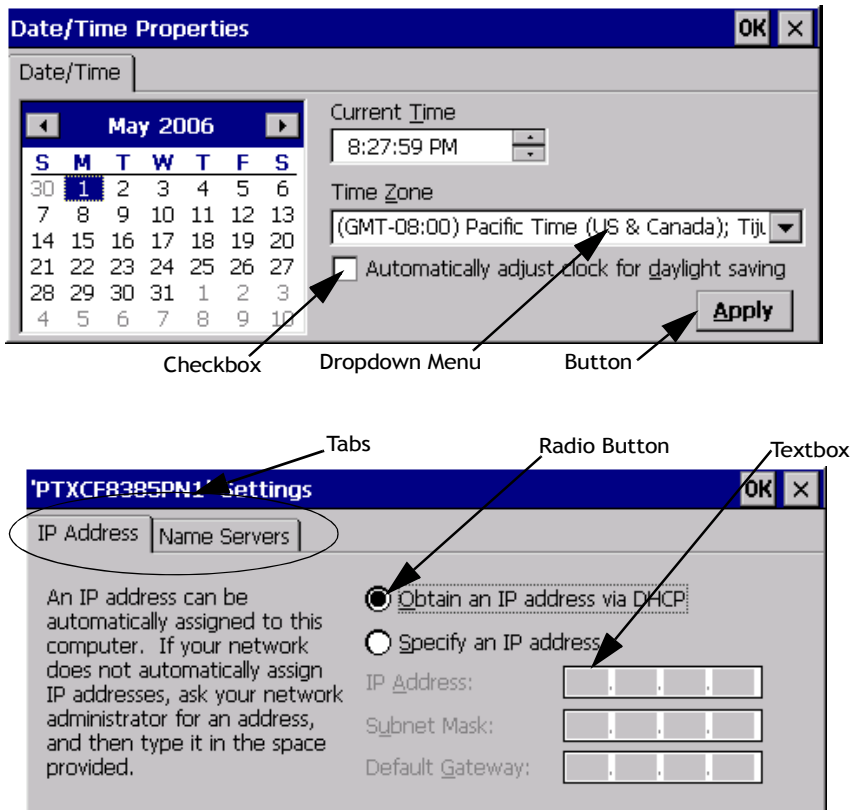 Date/Time Properties OK ×
Date/Time
May 2006
S M T W T F S
30 1 2 3 4 5 6
7 8 9 10 11 12 13
14 15 16 17 18 19 20
21 22 23 24 25 26 27
28 29 30 31 1 2 3
4 5 6 7 8 9 10
Current Time
8:27:59 PM
Time Zone
(GMT-08:00) Pacific Time (US & Canada); Tiju
Automatically adjust clock for daylight saving
Apply
Checkbox
Dropdown Menu
Button
Tabs
Radio Button
Textbox
'PTXCF8385PN1' Settings OK ×
IP Address
Name Servers
An IP address can be
automatically assigned to this
computer. If your network
does not automatically assign
IP addresses, ask your network
administrator for an address,
and then type it in the space
provided.
Obtain an IP address via DHCP
Specify an IP address
IP Address: . . .
Subnet Mask: . . .
Default Gateway: . . .